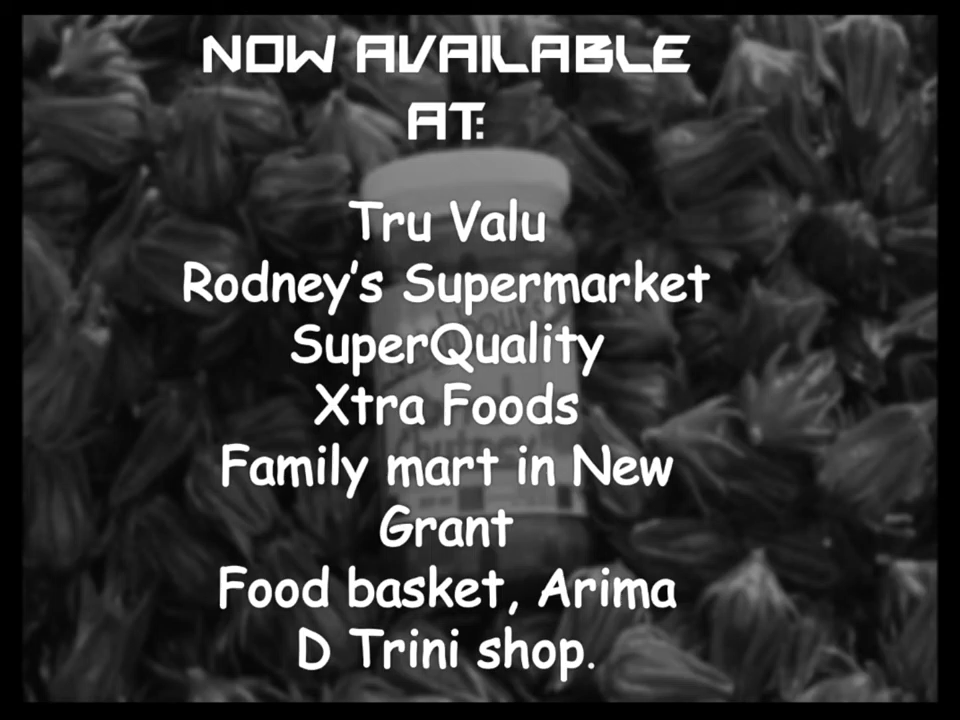 NOW AVAILABLE
AT:
Tru Valu
Rodney's Supermarket
SuperQuality
Xtra Foods
Family mart in New
Grant
Food basket, Arima
D Trini shop.
Chutney